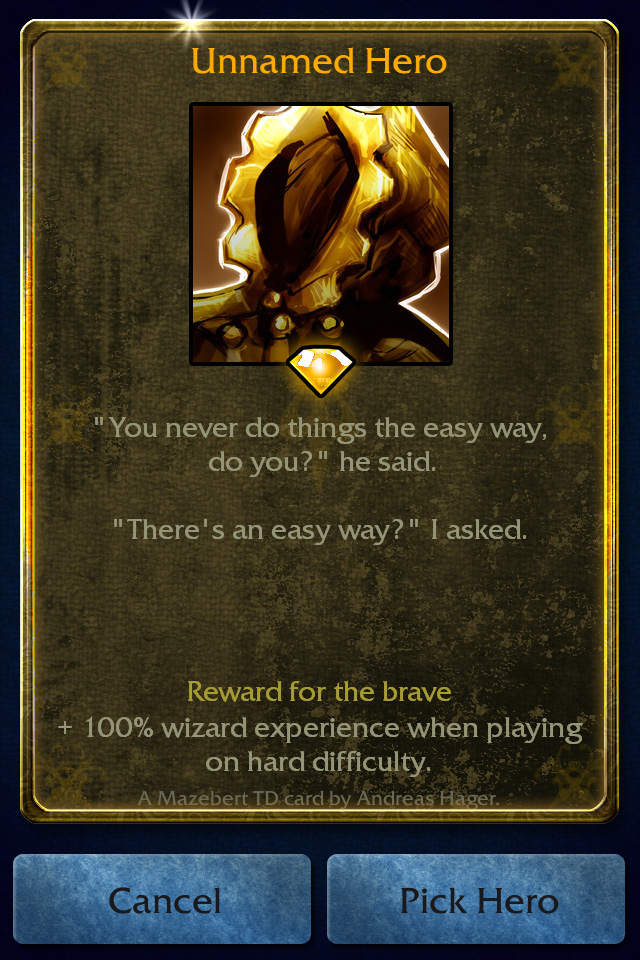 Unnamed Hero
"You never do things the easy way,
do you?" he said.
"There's an easy way?" I asked.
Reward for the brave
+ 100% wizard experience when playing
on hard difficulty.
A Mazebert TD card by Andreas Hager.
Cancel
Pick Hero